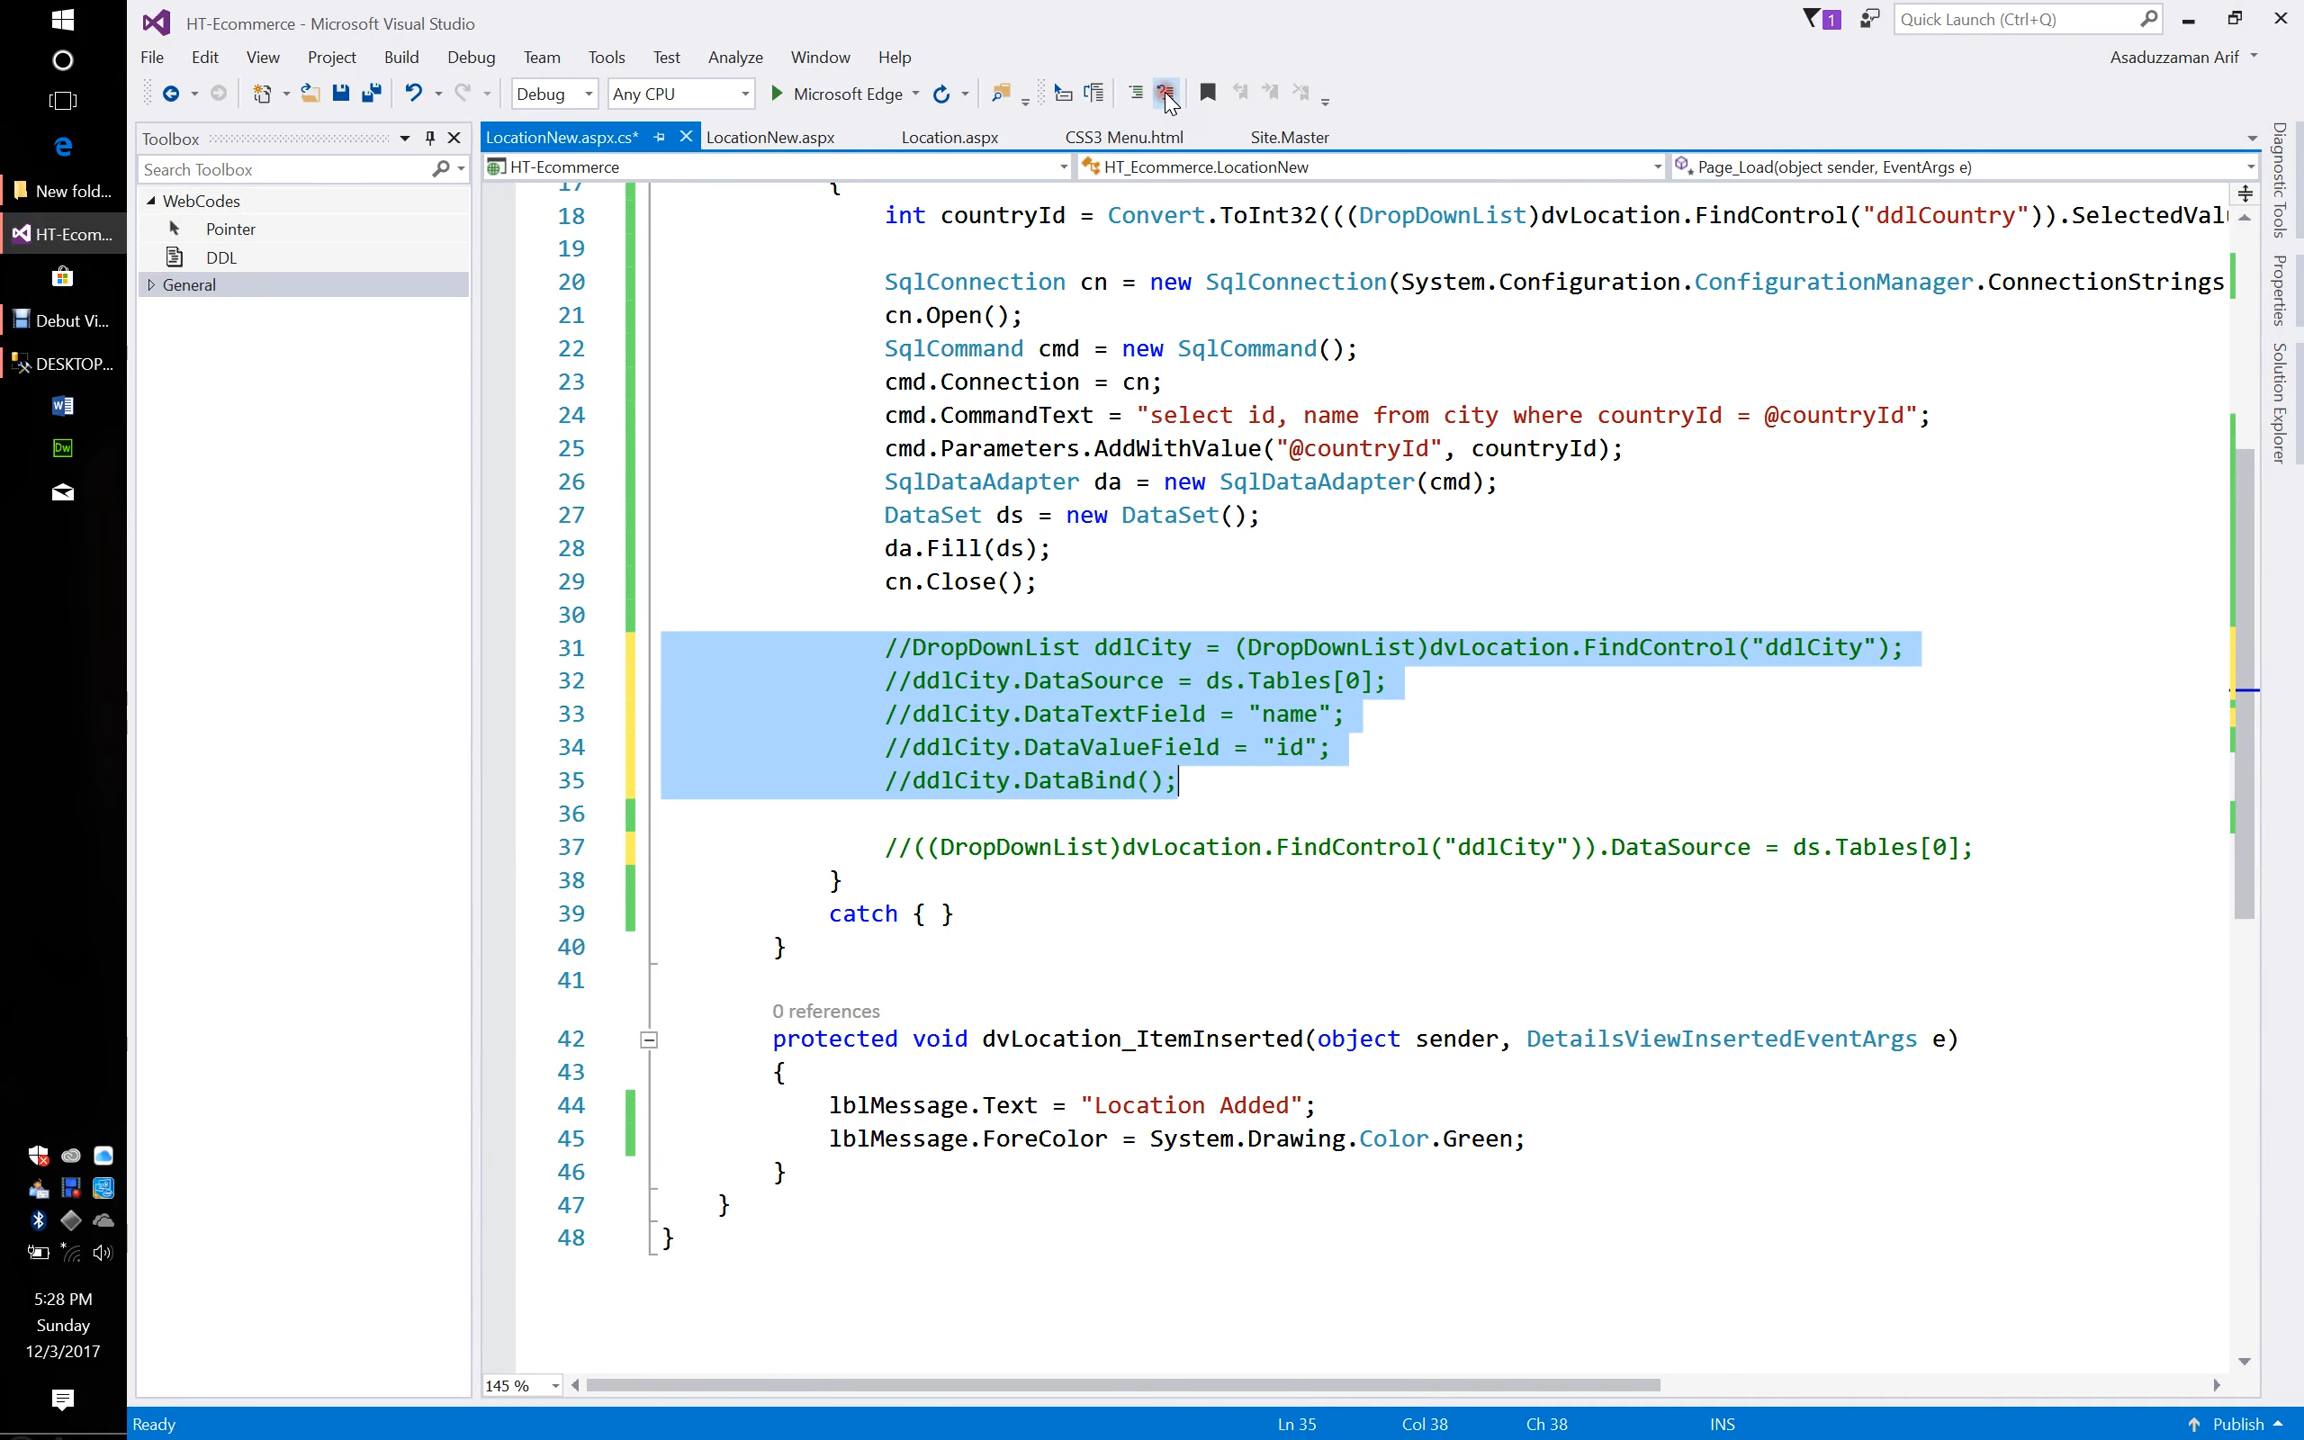 HT-Ecommerce - Microsoft Visual Studio
1
Quick Launch (Ctrl+Q)
File Edit View Project Build Debug Team Tools Test Analyze Window Help
Asaduzzaman Arif
Debug Any CPU Microsoft Edge
Toolbox
Search Toolbox
WebCodes
Pointer
DDL
General
New fold...
HT-Ecom...
Debut Vi...
DESKTOP...
Dw
5:28 PM
Sunday
12/3/2017
LocationNew.aspx.cs* LocationNew.aspx Location.aspx CSS3 Menu.html Site.Master
HT-Ecommerce HT_Ecommerce.LocationNew Page_Load(object sender, EventArgs e)
17 {
18 int countryId = Convert.ToInt32(((DropDownList)dvLocation.FindControl("ddlCountry")).SelectedVal
19
20 SqlConnection cn = new SqlConnection(System.Configuration.ConfigurationManager.ConnectionStrings
21 cn.Open();
22 SqlCommand cmd = new SqlCommand();
23 cmd.Connection = cn;
24 cmd.CommandText = "select id, name from city where countryId = @countryId";
25 cmd.Parameters.AddWithValue("@countryId", countryId);
26 SqlDataAdapter da = new SqlDataAdapter(cmd);
27 DataSet ds = new DataSet();
28 da.Fill(ds);
29 cn.Close();
30
31 //DropDownList ddlCity = (DropDownList)dvLocation.FindControl("ddlCity");
32 //ddlCity.DataSource = ds.Tables[0];
33 //ddlCity.DataTextField = "name";
34 //ddlCity.DataValueField = "id";
35 //ddlCity.DataBind();
36
37 //((DropDownList)dvLocation.FindControl("ddlCity")).DataSource = ds.Tables[0];
38 }
39 catch { }
40 }
41
0 references
42 protected void dvLocation_ItemInserted(object sender, DetailsViewInsertedEventArgs e)
43 {
44 lblMessage.Text = "Location Added";
45 lblMessage.ForeColor = System.Drawing.Color.Green;
46 }
47 }
48 }
145 %
Diagnostic Tools
Properties
Solution Explorer
Ready Ln 35 Col 38 Ch 38 INS Publish